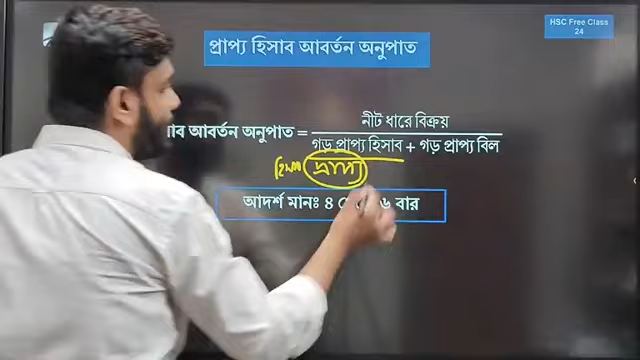 HSC Free Class
24
প্রাপ্য হিসাব আবর্তন অনুপাত
আবর্তন অনুপাত = নীট ধারে বিক্রয়
গড় প্রাপ্য হিসাব + গড় প্রাপ্য বিল
হিসাব প্রাপ্য
আদর্শ মানঃ ৪ ৬ বার